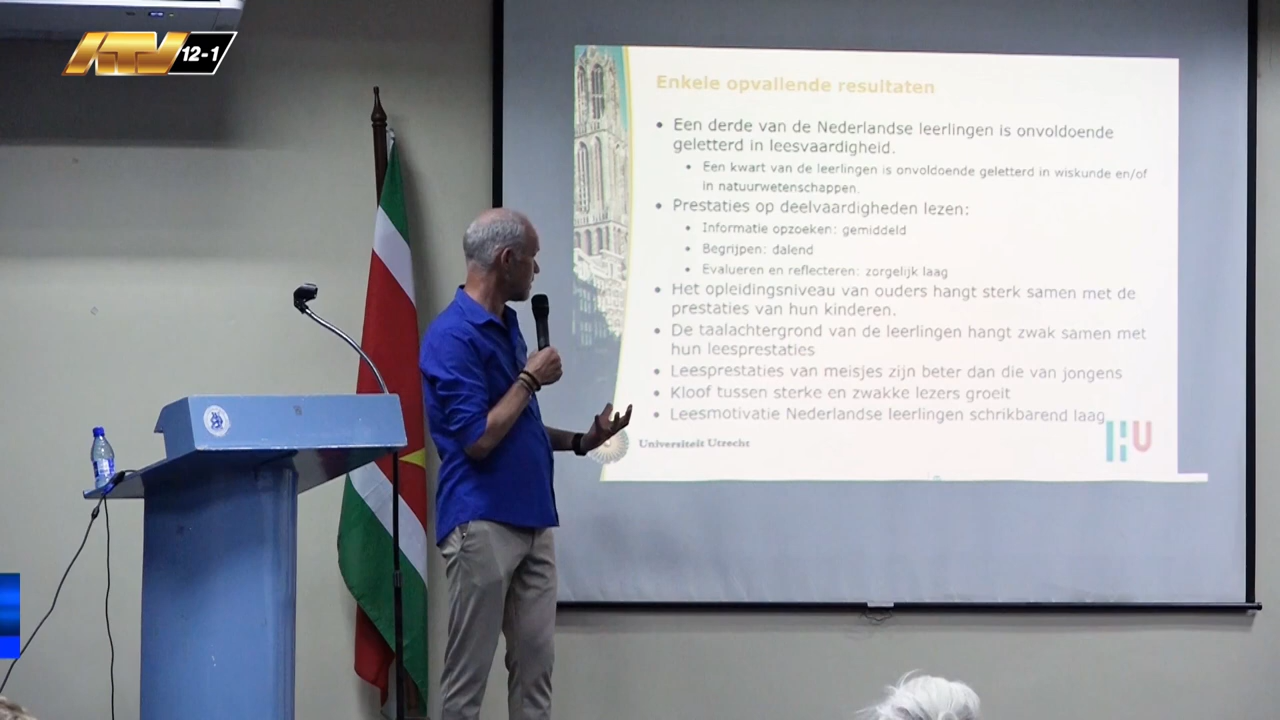 ATV 12-1
Enkele opvallende resultaten
• Een derde van de Nederlandse leerlingen is onvoldoende
geletterd in leesvaardigheid.
• Een kwart van de leerlingen is onvoldoende geletterd in wiskunde en/of
in natuurwetenschappen.
• Prestaties op deelvaardigheden lezen:
• Informatie opzoeken: gemiddeld
• Begrijpen: dalend
• Evalueren en reflecteren: zorgelijk laag
• Het opleidingsniveau van ouders hangt sterk samen met de
prestaties van hun kinderen.
• De taalachtergrond van de leerlingen hangt zwak samen met
hun leesprestaties
• Leesprestaties van meisjes zijn beter dan die van jongens
• Kloof tussen sterke en zwakke lezers groeit
• Leesmotivatie Nederlandse leerlingen schrikbarend laag
Universiteit Utrecht
HU